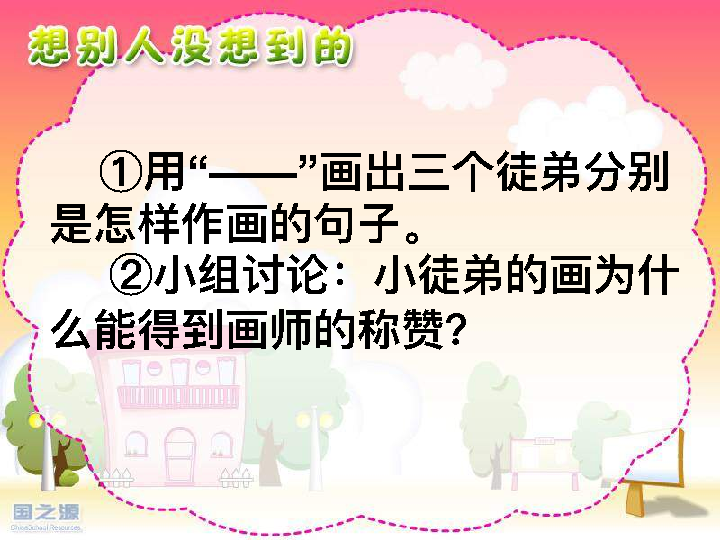 想别人没想到的
①用“——”画出三个徒弟分别
是怎样作画的句子。
②小组讨论：小徒弟的画为什
么能得到画师的称赞？
国之源
China School Resources